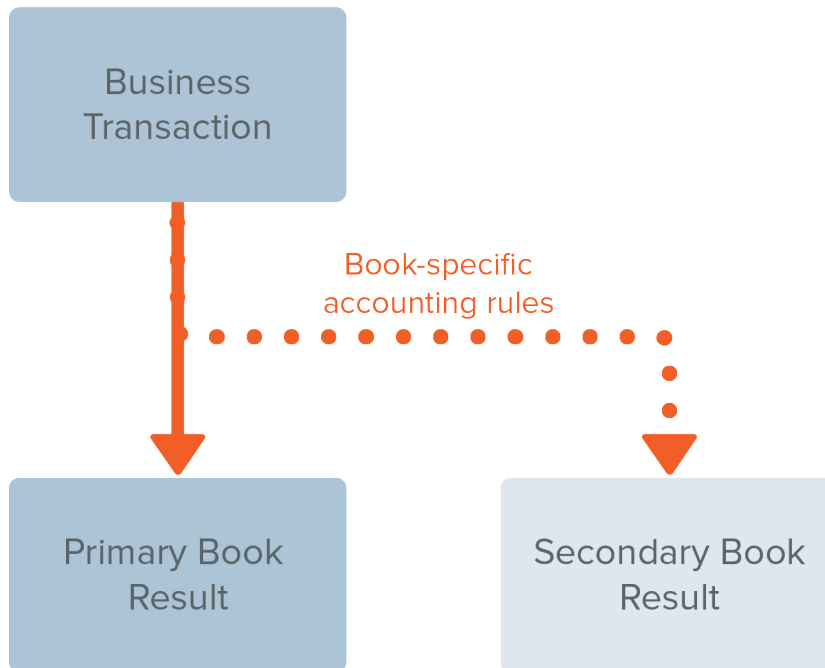 Business
Transaction
Book-specific
accounting rules
Primary Book
Result
Secondary Book
Result